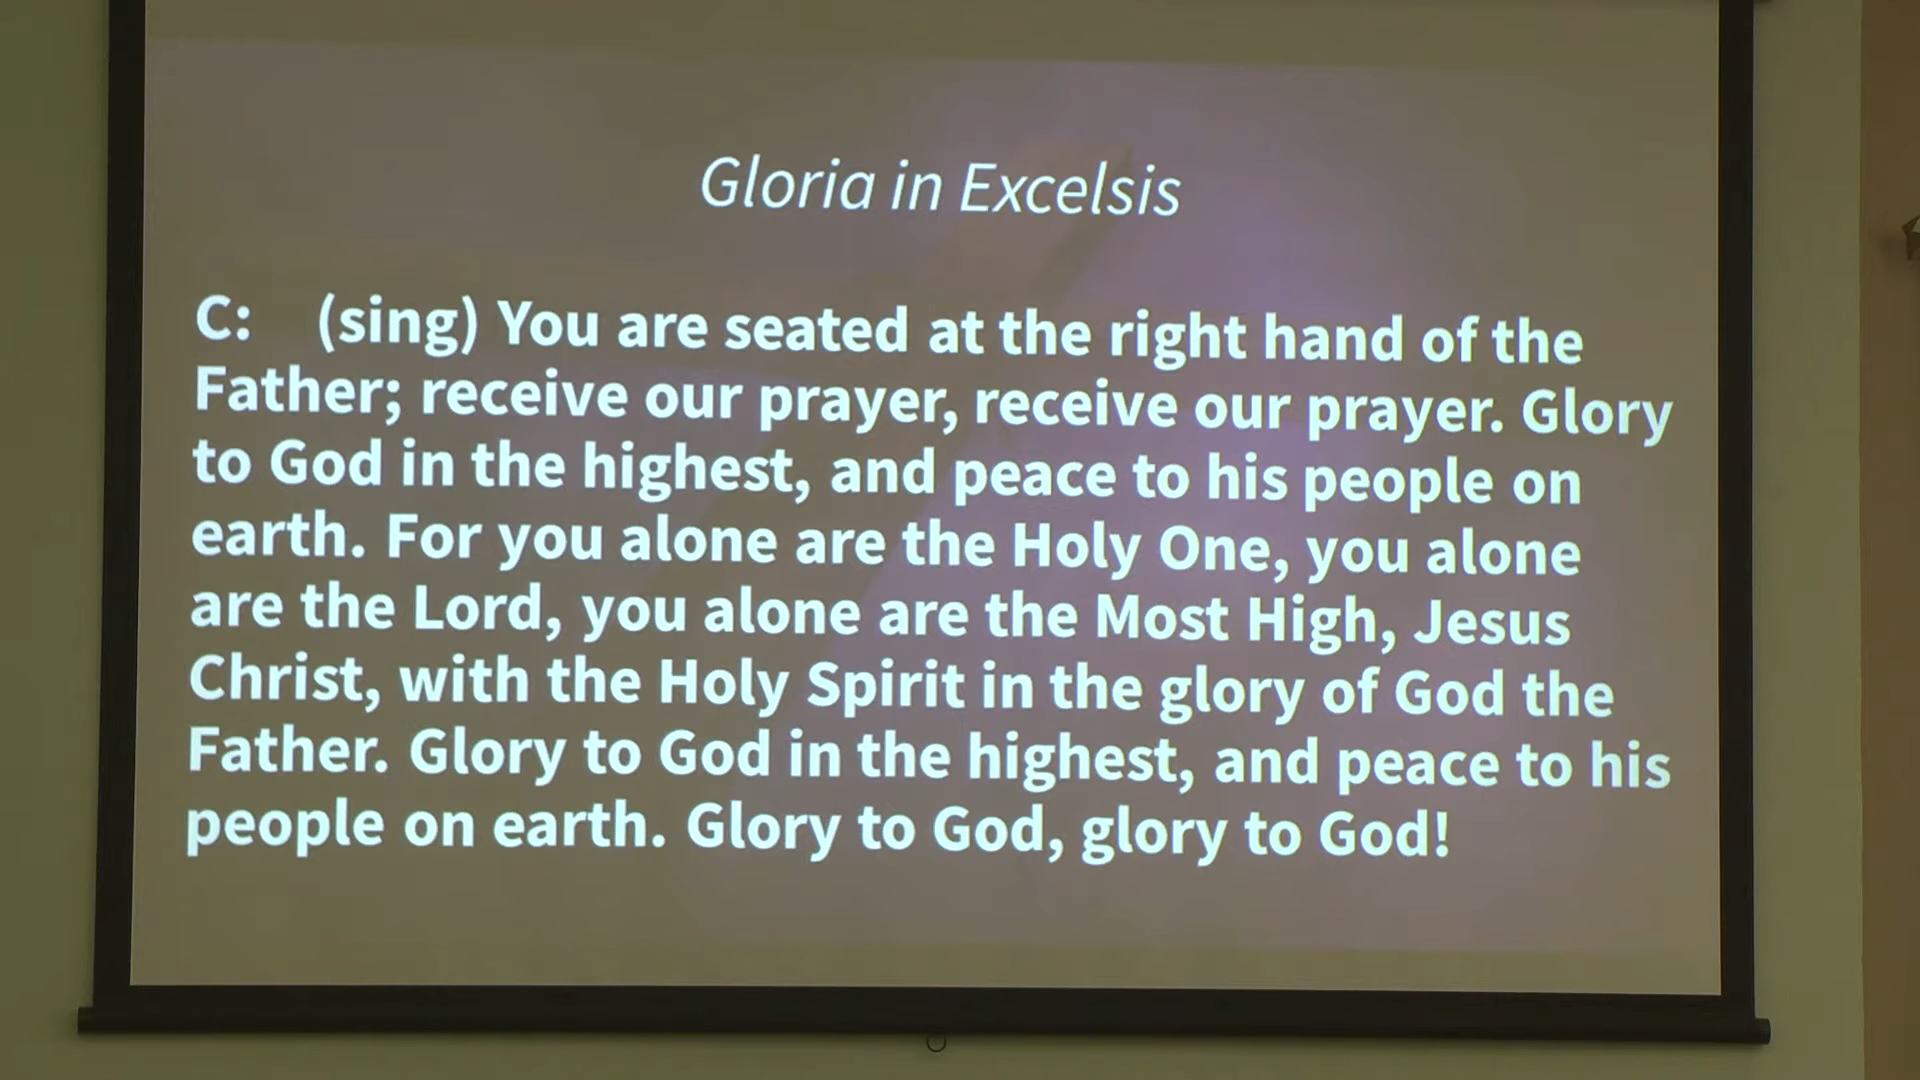 Gloria in Excelsis
C: (sing) You are seated at the right hand of the
Father; receive our prayer, receive our prayer. Glory
to God in the highest, and peace to his people on
earth. For you alone are the Holy One, you alone
are the Lord, you alone are the Most High, Jesus
Christ, with the Holy Spirit in the glory of God the
Father. Glory to God in the highest, and peace to his
people on earth. Glory to God, glory to God!